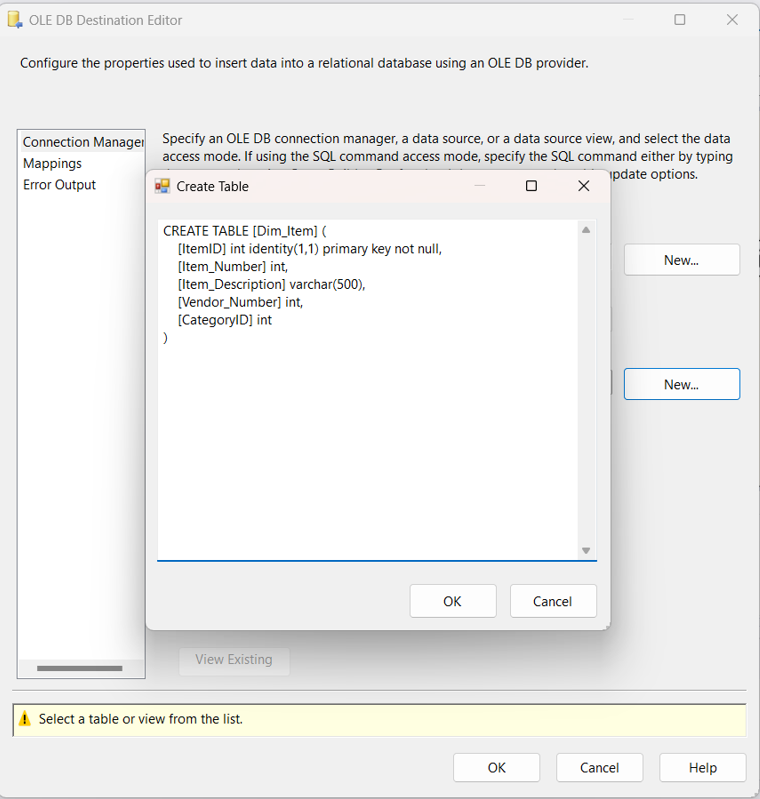 OLE DB Destination Editor
Configure the properties used to insert data into a relational database using an OLE DB provider.
Connection Manager
Mappings
Error Output
Specify an OLE DB connection manager, a data source, or a data source view, and select the data
access mode. If using the SQL command access mode, specify the SQL command either by typing
update options.
Create Table
CREATE TABLE [Dim_Item] (
[ItemID] int identity(1,1) primary key not null,
[Item_Number] int,
[Item_Description] varchar(500),
[Vendor_Number] int,
[CategoryID] int
)
New...
New...
OK
Cancel
View Existing
Select a table or view from the list.
OK
Cancel
Help